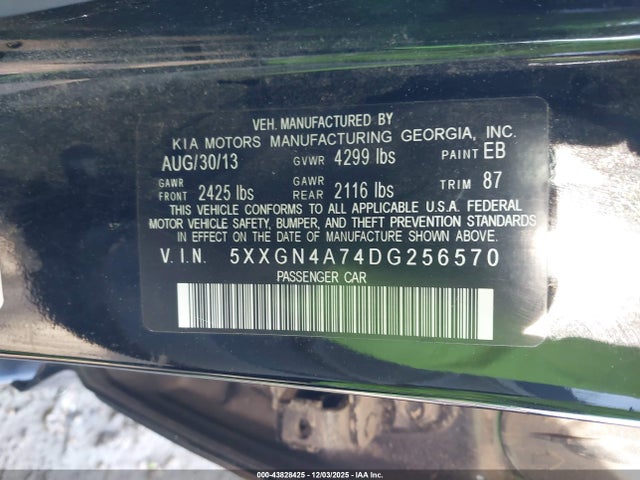 VEH. MANUFACTURED BY
KIA MOTORS MANUFACTURING GEORGIA, INC.
AUG/30/13 GVWR 4299 lbs PAINT EB
GAWR FRONT 2425 lbs GAWR REAR 2116 lbs TRIM 87
THIS VEHICLE CONFORMS TO ALL APPLICABLE U.S.A. FEDERAL
MOTOR VEHICLE SAFETY, BUMPER, AND THEFT PREVENTION STANDARDS
IN EFFECT ON THE DATE OF MANUFACTURE SHOWN ABOVE.
V.I.N. 5XXGN4A74DG256570
PASSENGER CAR
000-43828425 - 12/03/2025 - IAA Inc.